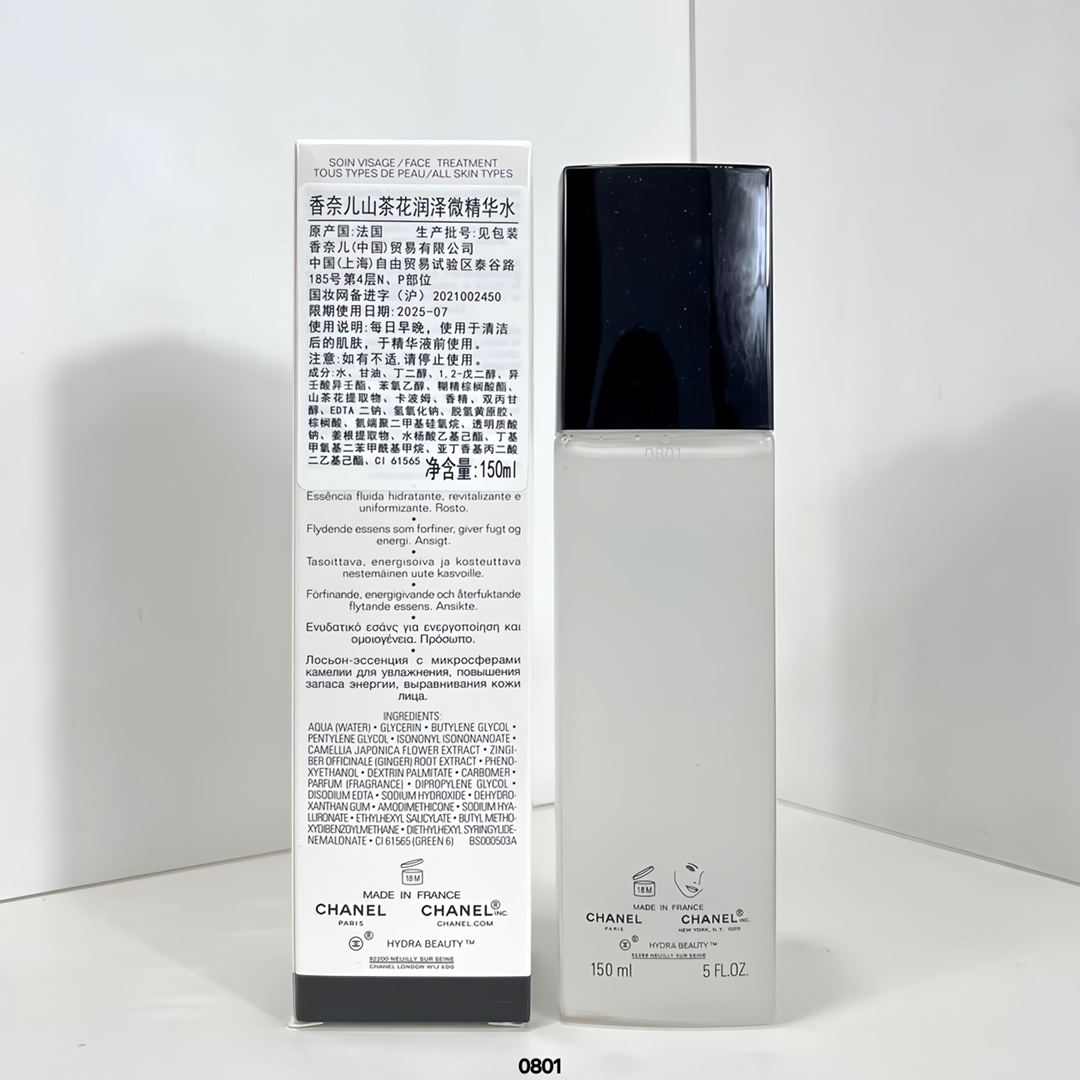 SOIN VISAGE / FACE TREATMENT
TOUS TYPES DE PEAU/ALL SKIN TYPES
香奈儿山茶花润泽微精华水
原产国:法国 生产批号:见包装
香奈儿(中国)贸易有限公司
中国(上海)自由贸易试验区泰谷路
185号第4层N、P部位
国妆网备进字（沪）2021002450
限期使用日期:2025-07
使用说明:每日早晚，使用于清洁
后的肌肤，于精华液前使用。
注意:如有不适,请停止使用。
成分:水、甘油、丁二醇、1,2-戊二醇、异
壬酸异壬酯、苯氧乙醇、糊精棕榈酸酯、
山茶花提取物、卡波姆、香精、双丙甘
醇、EDTA 二钠、氢氧化钠、脱氢黄原胶、
棕榈酸、氨端聚二甲基硅氧烷、透明质酸
钠、姜根提取物、水杨酸乙基己酯、丁基
甲氧基二苯甲酰基甲烷、亚丁香基丙二酸
二乙基己酯、CI 61565 净含量:150ml
Essência fluida hidratante, revitalizante e
uniformizante. Rosto.
•
Flydende essens som forfiner, giver fugt og
energi. Ansigt.
•
Tasoittava, energisoiva ja kosteuttava
nestemäinen uute kasvoille.
•
Förfinande, energigivande och återfuktande
flytande essens. Ansikte.
•
Ενυδατικό εσάνς για ενεργοποίηση και
ομοιογένεια. Πρόσωπο.
•
Лосьон-эссенция с микросферами
камелии для увлажнения, повышения
запаса энергии, выравнивания кожи
лица.
INGREDIENTS:
AQUA (WATER) • GLYCERIN • BUTYLENE GLYCOL •
PENTYLENE GLYCOL • ISONONYL ISONONANOATE •
CAMELLIA JAPONICA FLOWER EXTRACT • ZINGI-
BER OFFICINALE (GINGER) ROOT EXTRACT • PHENO-
XYETHANOL • DEXTRIN PALMITATE • CARBOMER •
PARFUM (FRAGRANCE) • DIPROPYLENE GLYCOL •
DISODIUM EDTA • SODIUM HYDROXIDE • DEHYDRO-
XANTHAN GUM • AMODIMETHICONE • SODIUM HYA-
LURONATE • ETHYLHEXYL SALICYLATE • BUTYL METHO-
XYDIBENZOYLMETHANE • DIETHYLHEXYL SYRINGYLIDE-
NEMALONATE • CI 61565 (GREEN 6) BS000503A
18 M
MADE IN FRANCE
CHANEL CHANEL® INC.
PARIS CHANEL.COM
® HYDRA BEAUTY™
92200 NEUILLY SUR SEINE
CHANEL LONDON W1J 6DG
0801
18 M
MADE IN FRANCE
CHANEL CHANEL® INC.
PARIS NEW YORK, N.Y. 10019
® HYDRA BEAUTY™
92200 NEUILLY SUR SEINE
150 ml 5 FL.OZ.
0801